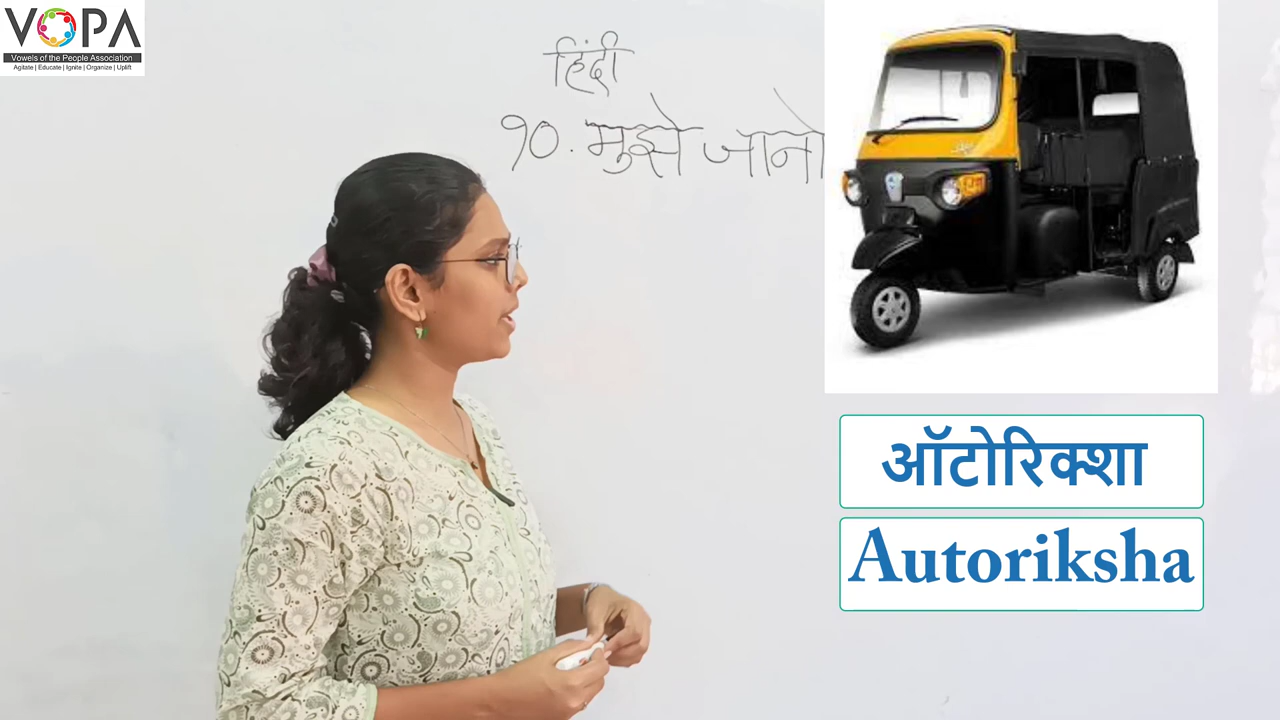 VOPA
Vowels of the People Association
Agitate | Educate | Ignite | Organize | Uplift
हिंदी
१०. मुझे जानो
ऑटोरिक्शा
Autoriksha